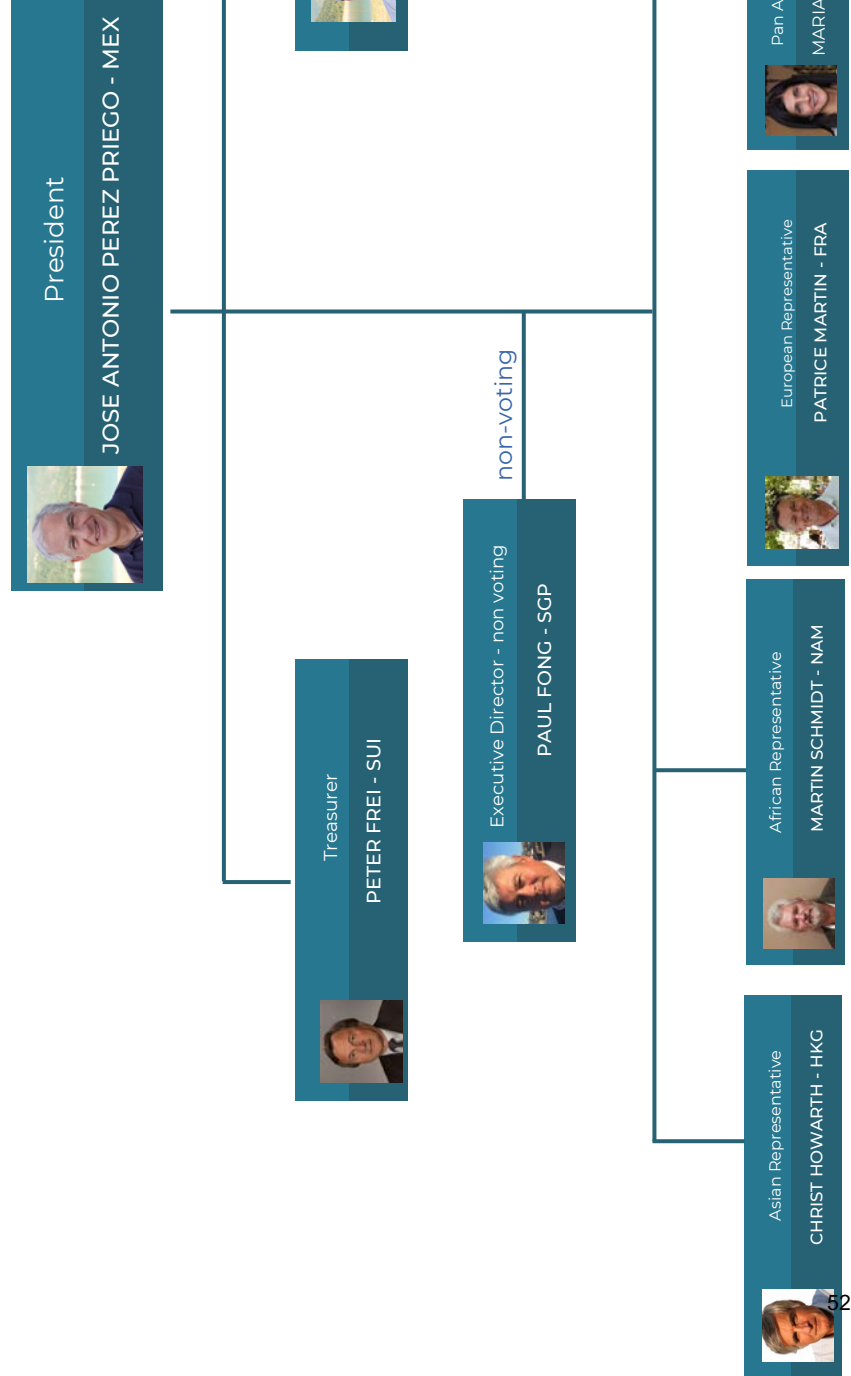 President
JOSE ANTONIO PEREZ PRIEGO - MEX
Treasurer
PETER FREI - SUI
non-voting
Executive Director - non voting
PAUL FONG - SGP
Asian Representative
CHRIST HOWARTH - HKG
African Representative
MARTIN SCHMIDT - NAM
European Representative
PATRICE MARTIN - FRA
Pan A
MARIA
52